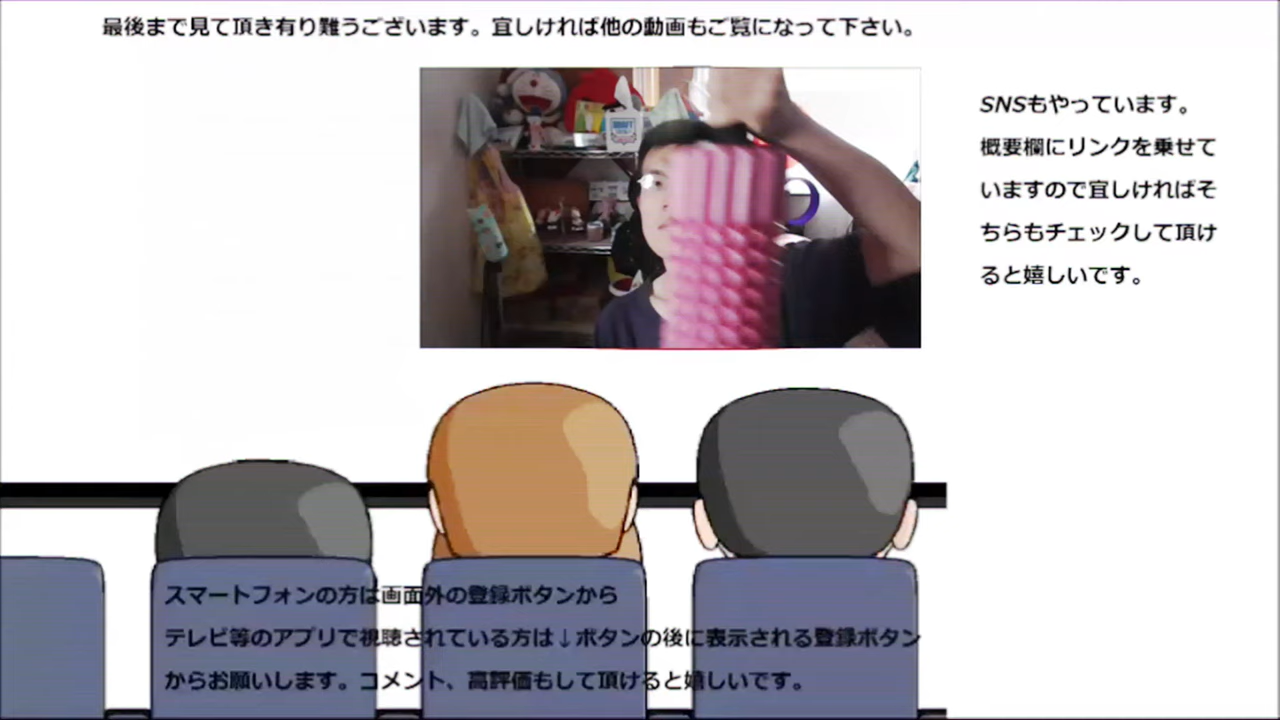 最後まで見て頂き有り難うございます。宜しければ他の動画もご覧になって下さい。
SNSもやっています。
概要欄にリンクを乗せて
いますので宜しければそ
ちらもチェックして頂け
ると嬉しいです。
スマートフォンの方は画面外の登録ボタンから
テレビ等のアプリで視聴されている方は↓ボタンの後に表示される登録ボタン
からお願いします。コメント、高評価もして頂けると嬉しいです。